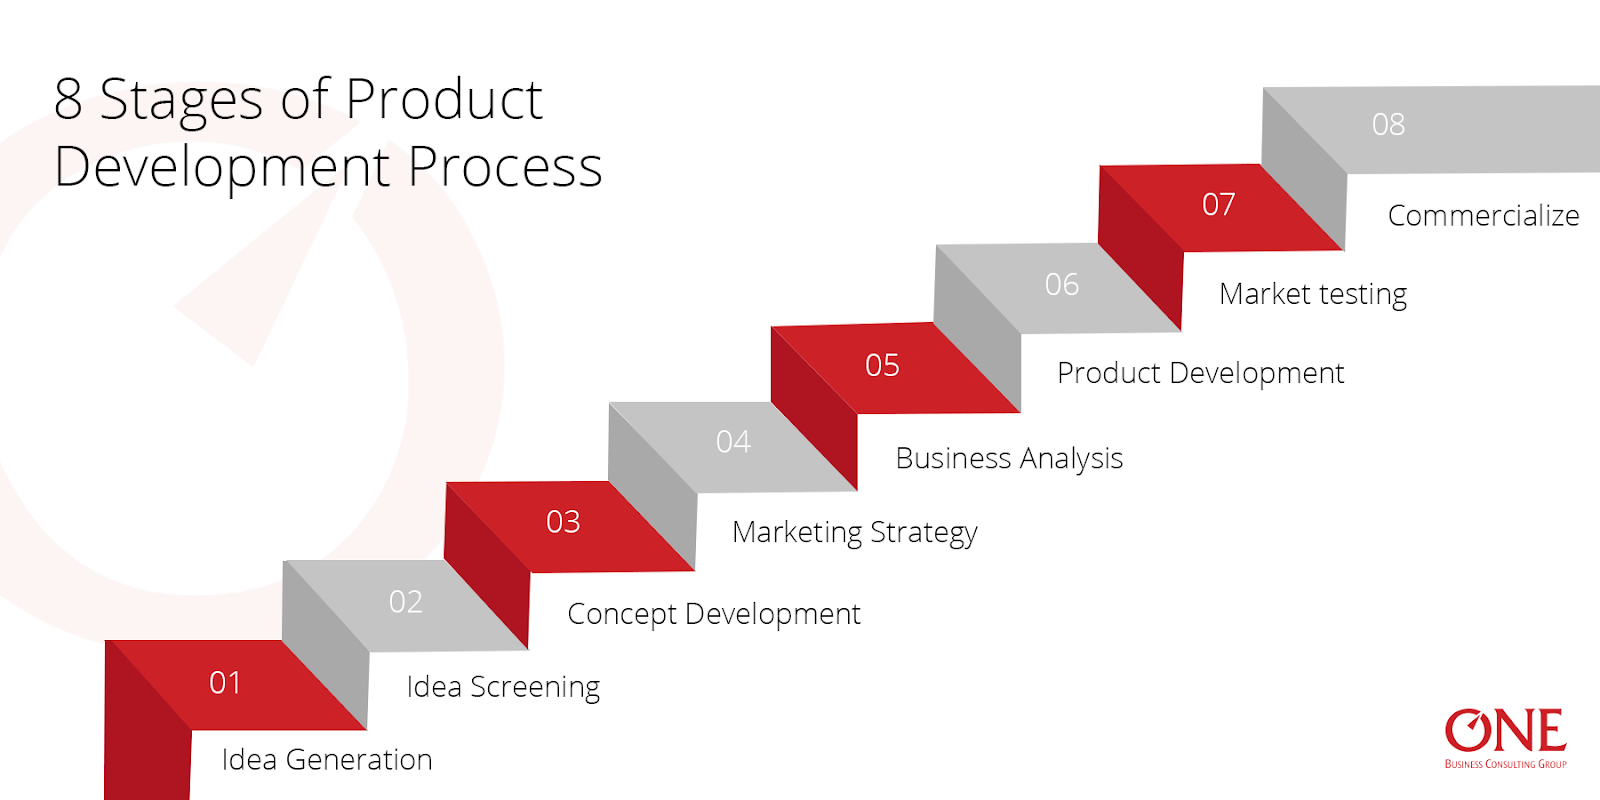 8 Stages of Product
Development Process
01
Idea Generation
02
Idea Screening
03
Concept Development
04
Marketing Strategy
05
Business Analysis
06
Product Development
07
Market testing
08
Commercialize
ONE
Business Consulting Group